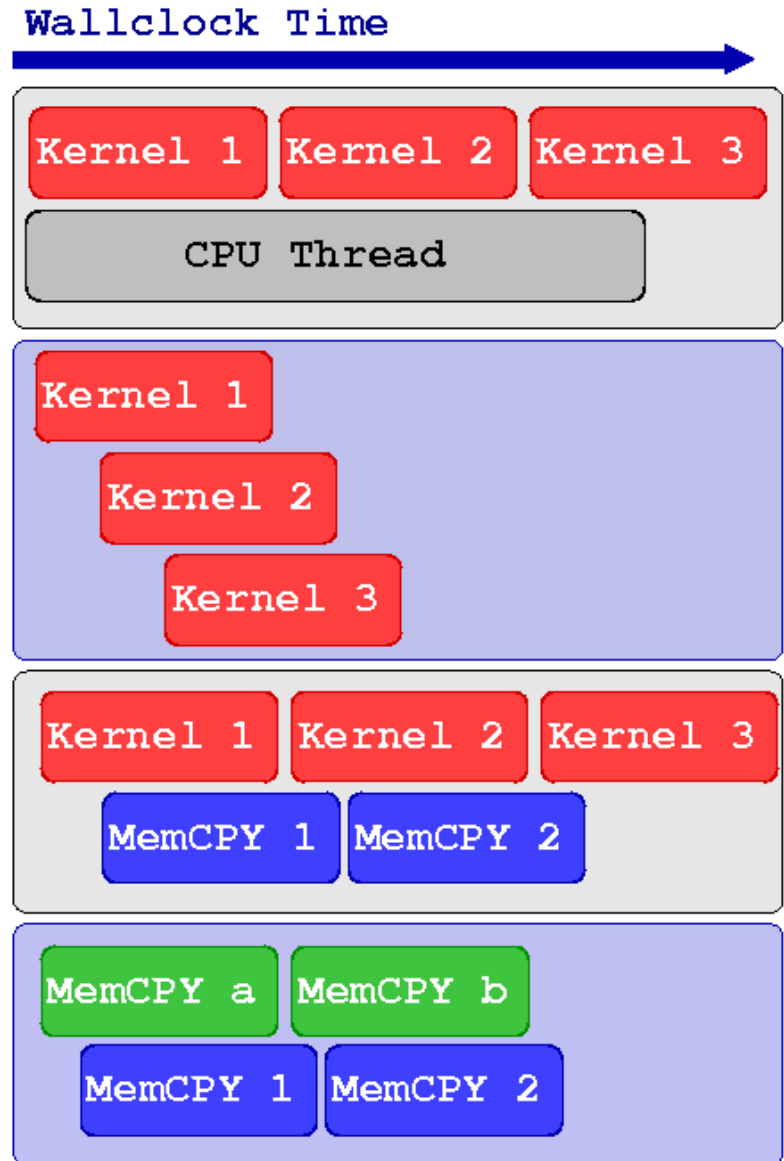 Wallclock Time
Kernel 1 Kernel 2 Kernel 3
CPU Thread
Kernel 1
Kernel 2
Kernel 3
Kernel 1 Kernel 2 Kernel 3
MemCPY 1 MemCPY 2
MemCPY a MemCPY b
MemCPY 1 MemCPY 2